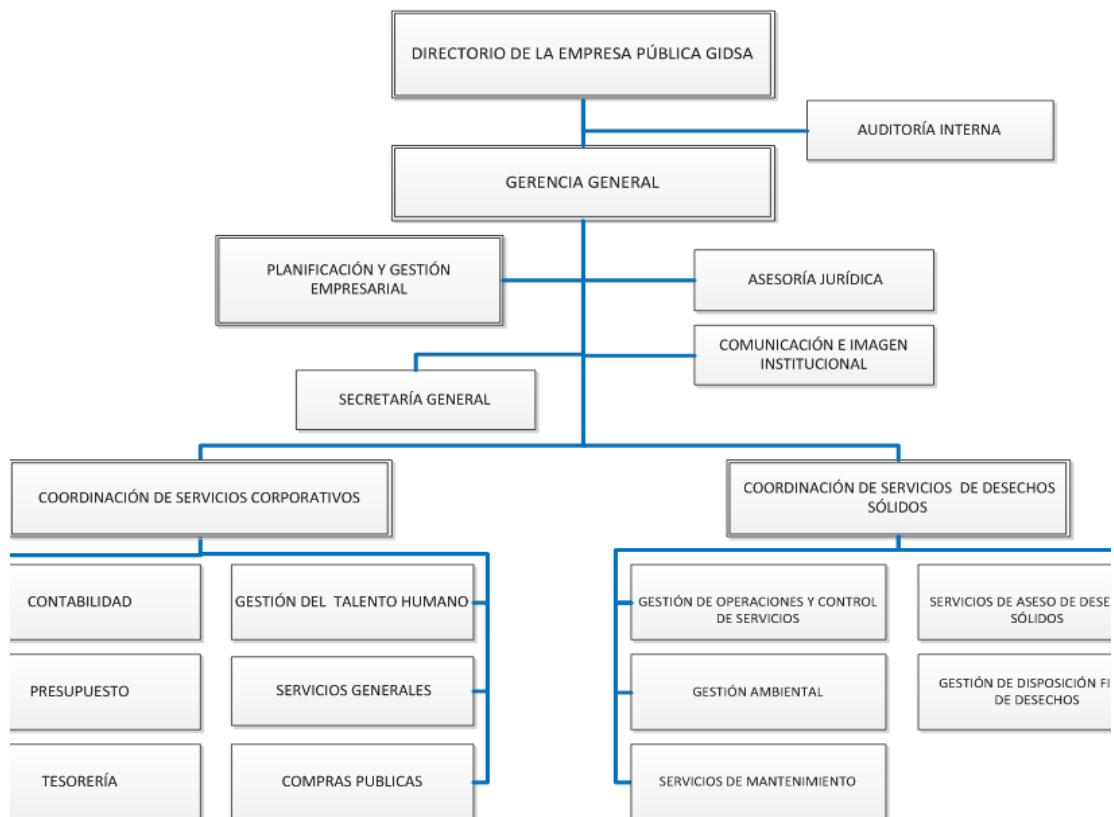 DIRECTORIO DE LA EMPRESA PÚBLICA GIDSA
AUDITORÍA INTERNA
GERENCIA GENERAL
PLANIFICACIÓN Y GESTIÓN
EMPRESARIAL
ASESORÍA JURÍDICA
COMUNICACIÓN E IMAGEN
INSTITUCIONAL
SECRETARÍA GENERAL
COORDINACIÓN DE SERVICIOS CORPORATIVOS
COORDINACIÓN DE SERVICIOS DE DESECHOS
SÓLIDOS
CONTABILIDAD
GESTIÓN DEL TALENTO HUMANO
GESTIÓN DE OPERACIONES Y CONTROL
DE SERVICIOS
SERVICIOS DE ASESO DE
SÓLIDOS
PRESUPUESTO
SERVICIOS GENERALES
GESTIÓN AMBIENTAL
GESTIÓN DE DISPOSICIÓN
DE DESECHOS
TESORERÍA
COMPRAS PUBLICAS
SERVICIOS DE MANTENIMIENTO